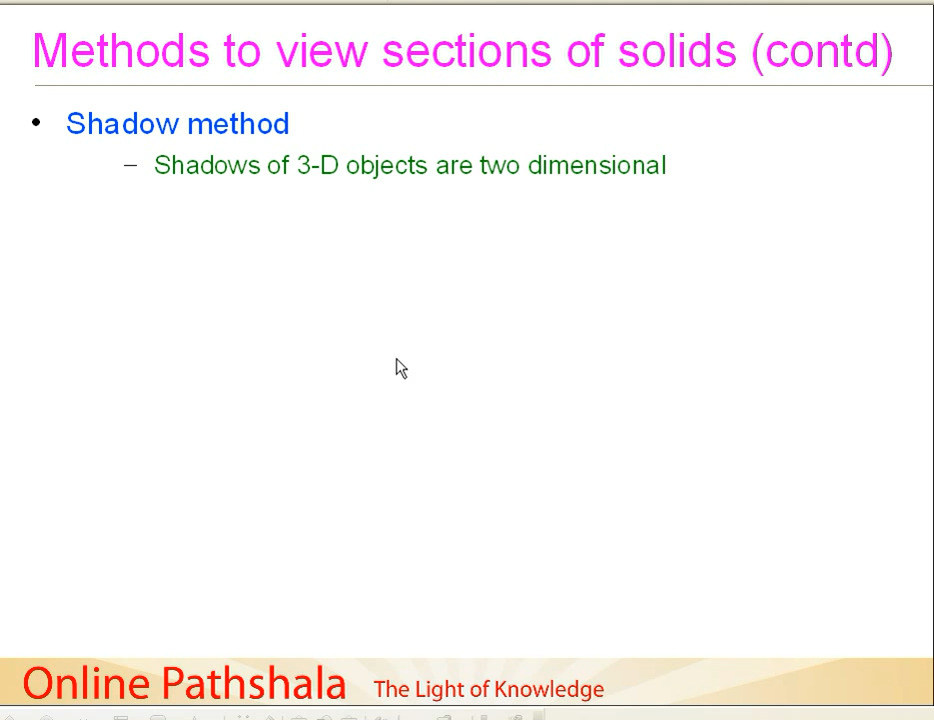 Methods to view sections of solids (contd)
• Shadow method
– Shadows of 3-D objects are two dimensional
Online Pathshala The Light of Knowledge